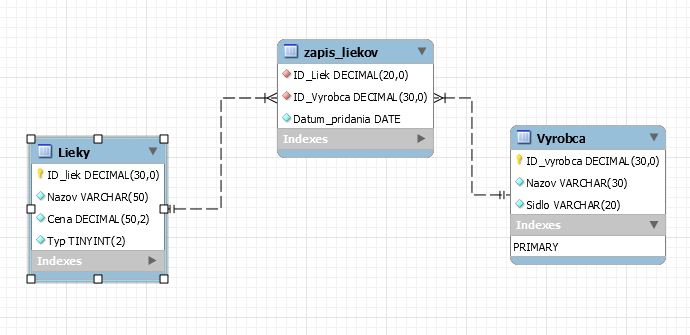 zapis_liekov
ID_Liek DECIMAL(20,0)
ID_Vyrobca DECIMAL(30,0)
Datum_pridania DATE
Indexes
Lieky
ID_liek DECIMAL(30,0)
Nazov VARCHAR(50)
Cena DECIMAL(50,2)
Typ TINYINT(2)
Indexes
Vyrobca
ID_vyrobca DECIMAL(30,0)
Nazov VARCHAR(30)
Sidlo VARCHAR(20)
Indexes
PRIMARY